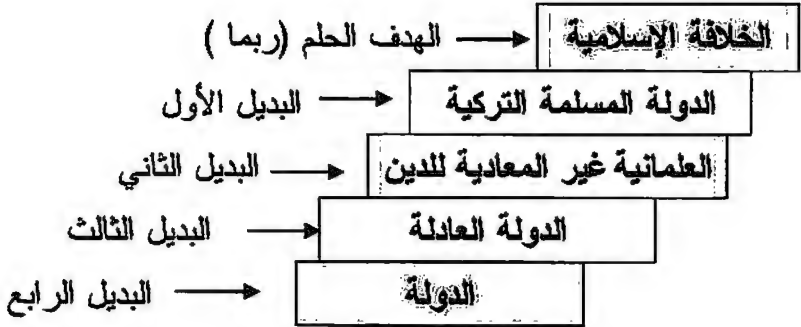 الخلافة الإسلامية ← الهدف الحلم (ربما )
الدولة المسلمة التركية ← البديل الأول
العلمانية غير المعادية للدين ← البديل الثاني
الدولة العادلة ← البديل الثالث
الدولة ← البديل الرابع